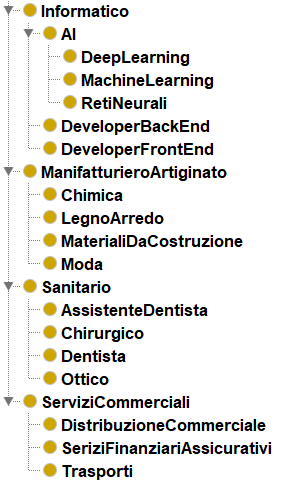 Informatico
AI
DeepLearning
MachineLearning
RetiNeurali
DeveloperBackEnd
DeveloperFrontEnd
ManifatturieroArtiginato
Chimica
LegnoArredo
MaterialiDaCostruzione
Moda
Sanitario
AssistenteDentista
Chirurgico
Dentista
Ottico
ServiziCommerciali
DistribuzioneCommerciale
SeriziFinanziariAssicurativi
Trasporti